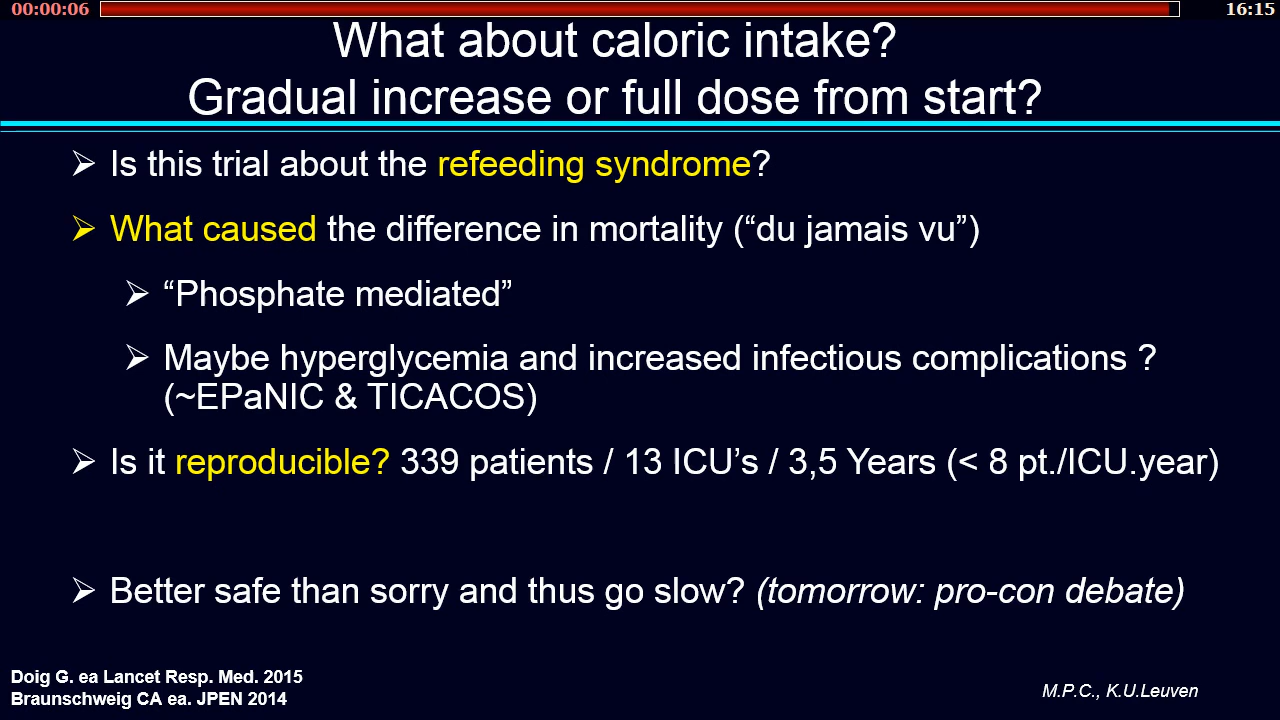 00:00:06 16:15
What about caloric intake?
Gradual increase or full dose from start?
Is this trial about the refeeding syndrome?
What caused the difference in mortality (“du jamais vu”)
“Phosphate mediated”
Maybe hyperglycemia and increased infectious complications ?
(~EPaNIC & TICACOS)
Is it reproducible? 339 patients / 13 ICU’s / 3,5 Years (< 8 pt./ICU.year)
Better safe than sorry and thus go slow? (tomorrow: pro-con debate)
Doig G. ea Lancet Resp. Med. 2015
Braunschweig CA ea. JPEN 2014
M.P.C., K.U.Leuven